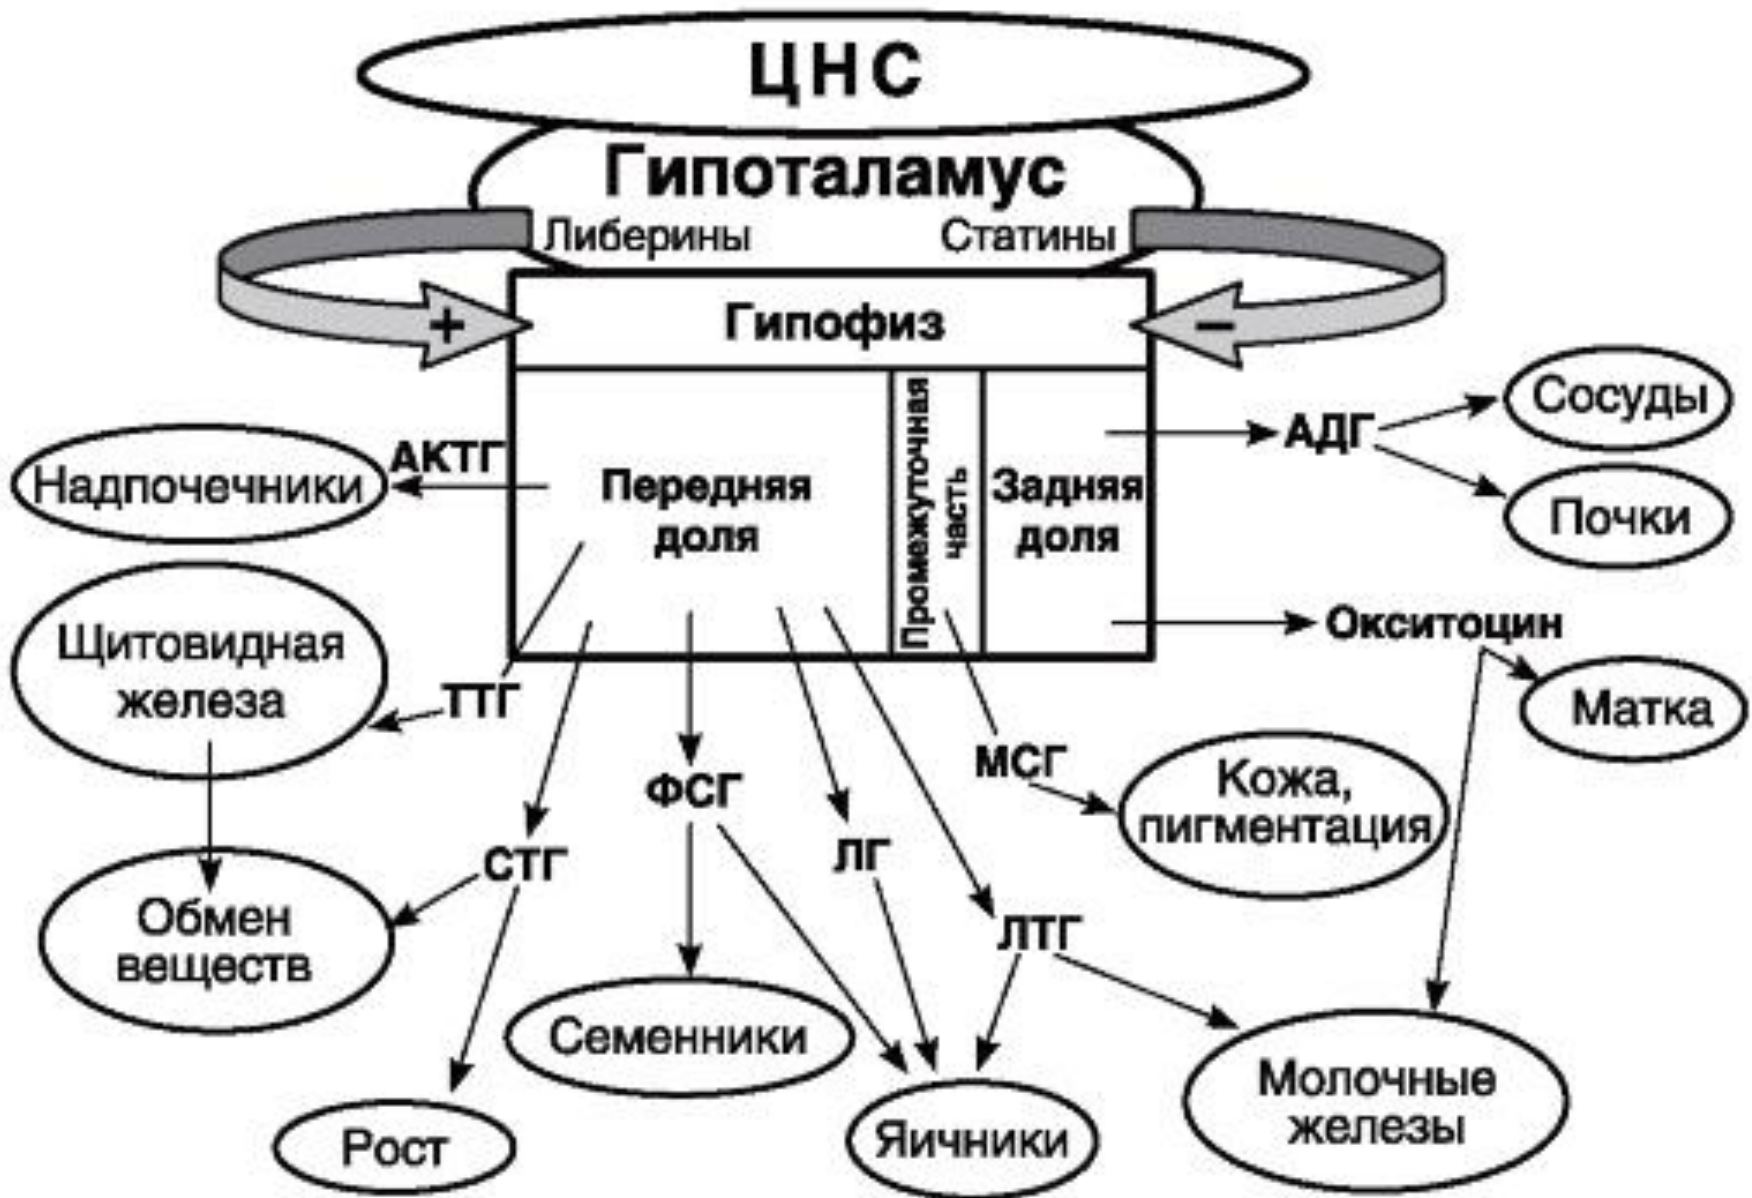 ЦНС
Гипоталамус
Либерины
Статины
+
Гипофиз
−
Передняя
доля
Промежуточная
часть
Задняя
доля
АДГ
Сосуды
Почки
АКТГ
Надпочечники
Щитовидная
железа
ТТГ
Окситоцин
Матка
МСГ
Кожа,
пигментация
ФСГ
ЛГ
СТГ
ЛТГ
Обмен
веществ
Семенники
Рост
Яичники
Молочные
железы